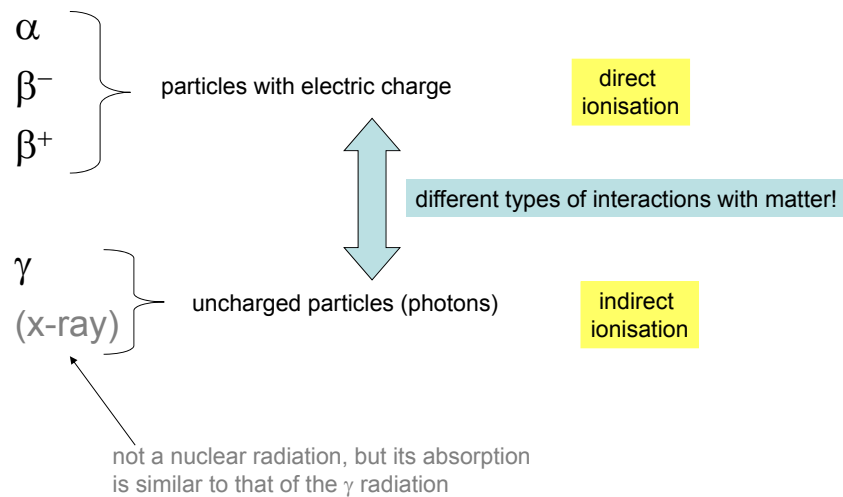 α
β⁻
β⁺
particles with electric charge
direct
ionisation
different types of interactions with matter!
γ
(x-ray)
uncharged particles (photons)
indirect
ionisation
not a nuclear radiation, but its absorption
is similar to that of the γ radiation